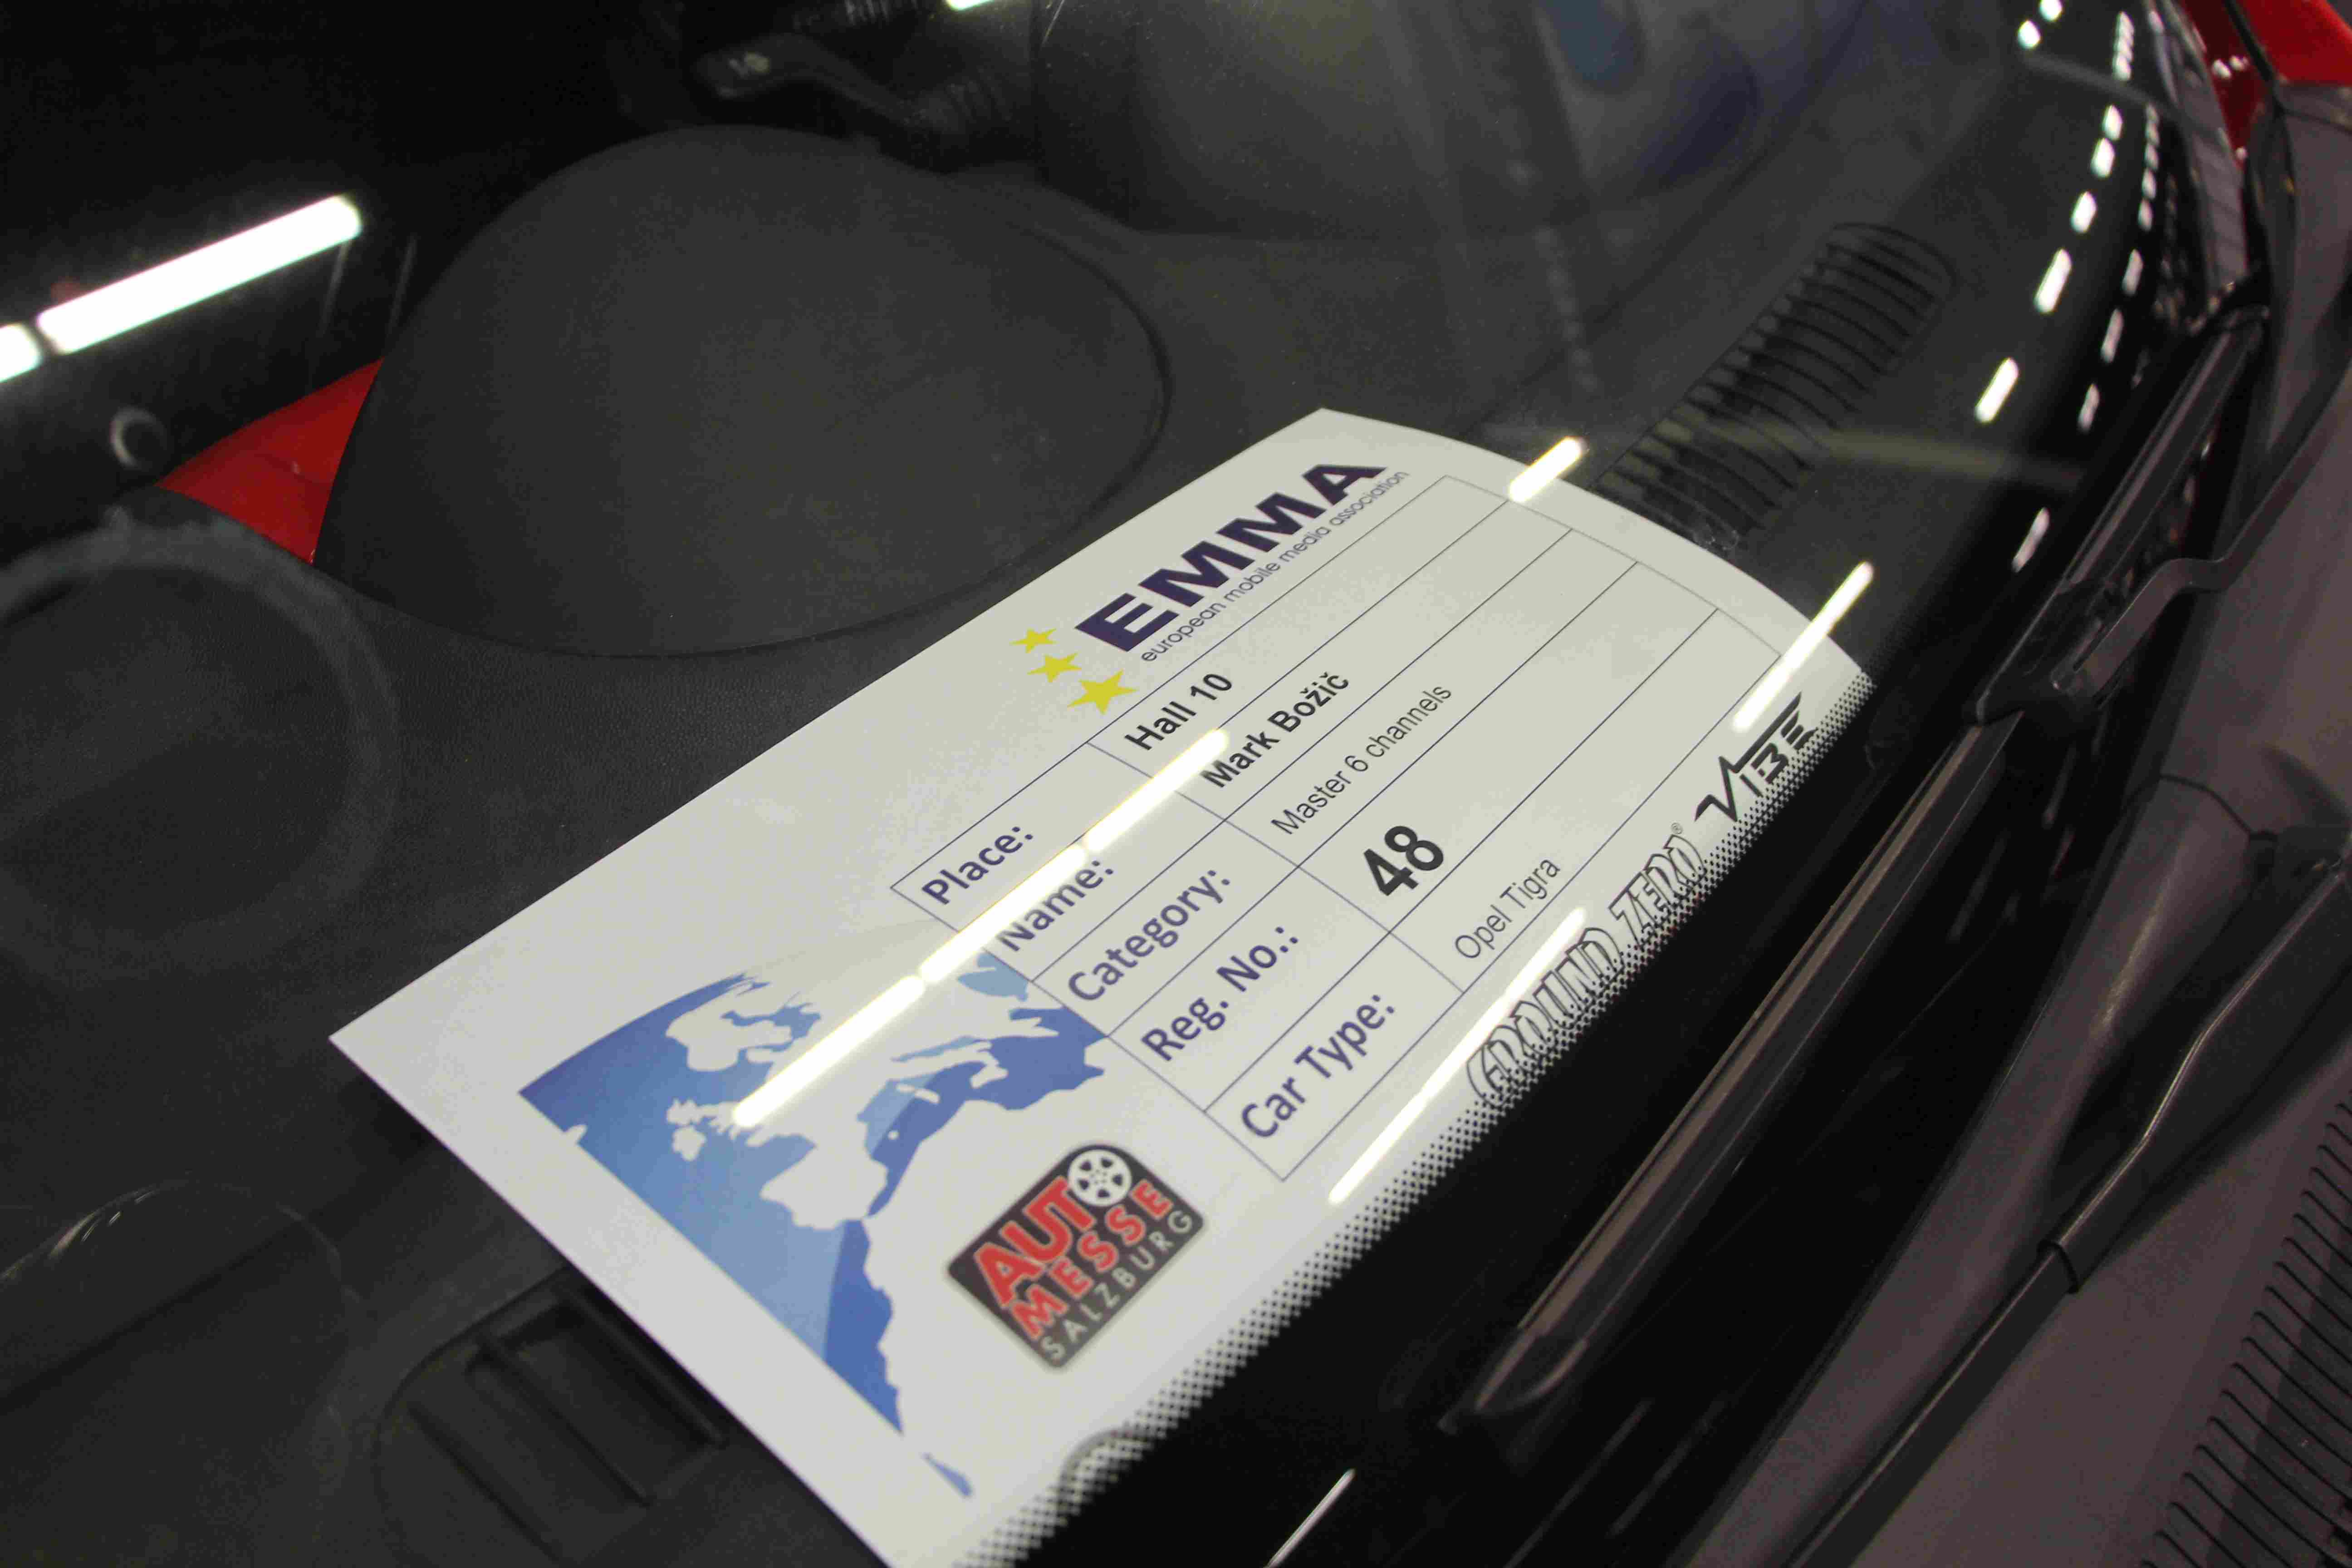 EMMA
european mobile media association
Place: Hall 10
Name: Mark Božič
Category: Master 6 channels
Reg. No.: 48
Car Type: Opel Tigra
AUTO
MESSE
SALZBURG
GROUND ZERO®
VIBE